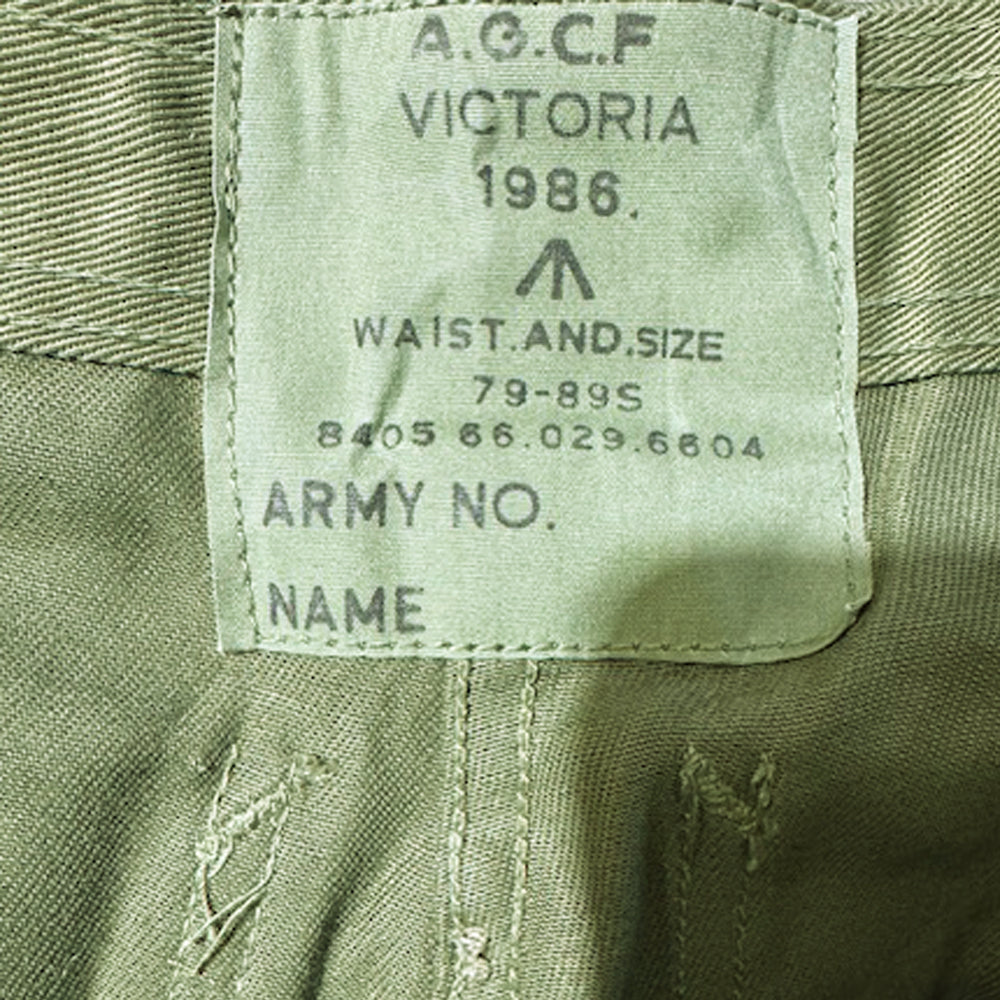 A.G.C.F
VICTORIA
1986.
WAIST.AND.SIZE
79-89S
8405 66.029.6604
ARMY NO.
NAME